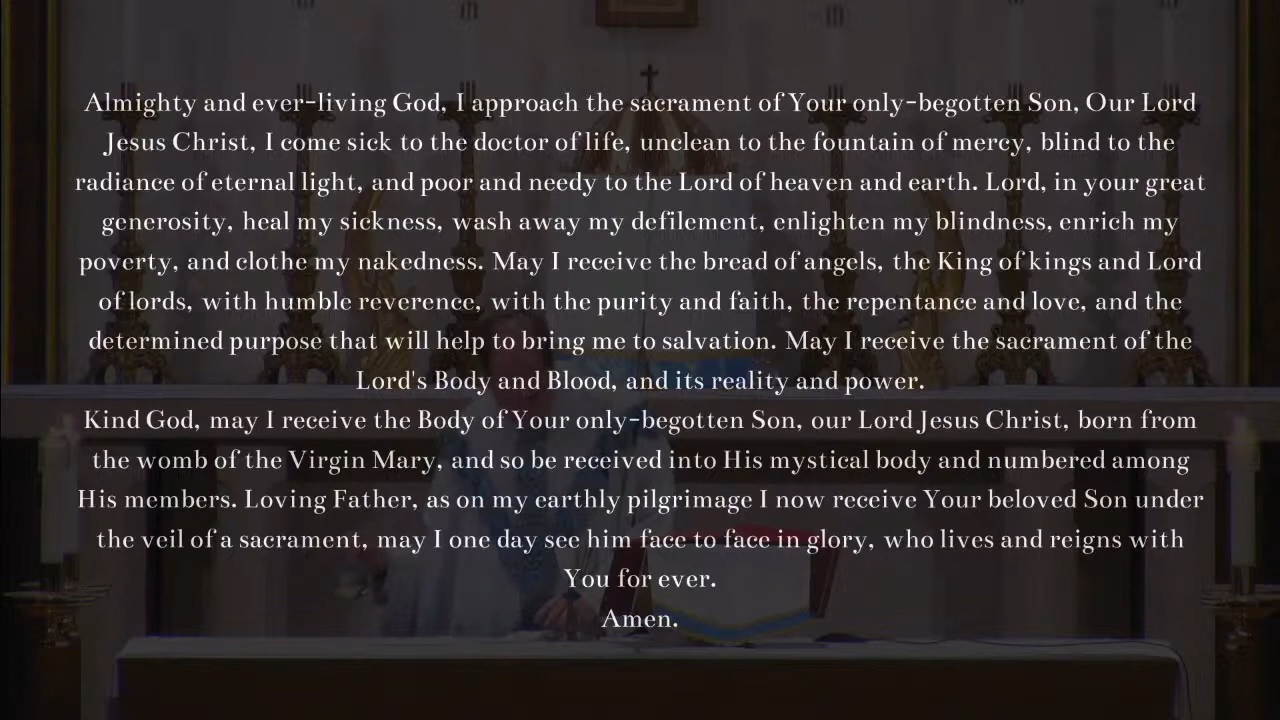 Almighty and ever-living God, I approach the sacrament of Your only-begotten Son, Our Lord
Jesus Christ, I come sick to the doctor of life, unclean to the fountain of mercy, blind to the
radiance of eternal light, and poor and needy to the Lord of heaven and earth. Lord, in your great
generosity, heal my sickness, wash away my defilement, enlighten my blindness, enrich my
poverty, and clothe my nakedness. May I receive the bread of angels, the King of kings and Lord
of lords, with humble reverence, with the purity and faith, the repentance and love, and the
determined purpose that will help to bring me to salvation. May I receive the sacrament of the
Lord's Body and Blood, and its reality and power.
Kind God, may I receive the Body of Your only-begotten Son, our Lord Jesus Christ, born from
the womb of the Virgin Mary, and so be received into His mystical body and numbered among
His members. Loving Father, as on my earthly pilgrimage I now receive Your beloved Son under
the veil of a sacrament, may I one day see him face to face in glory, who lives and reigns with
You for ever.
Amen.